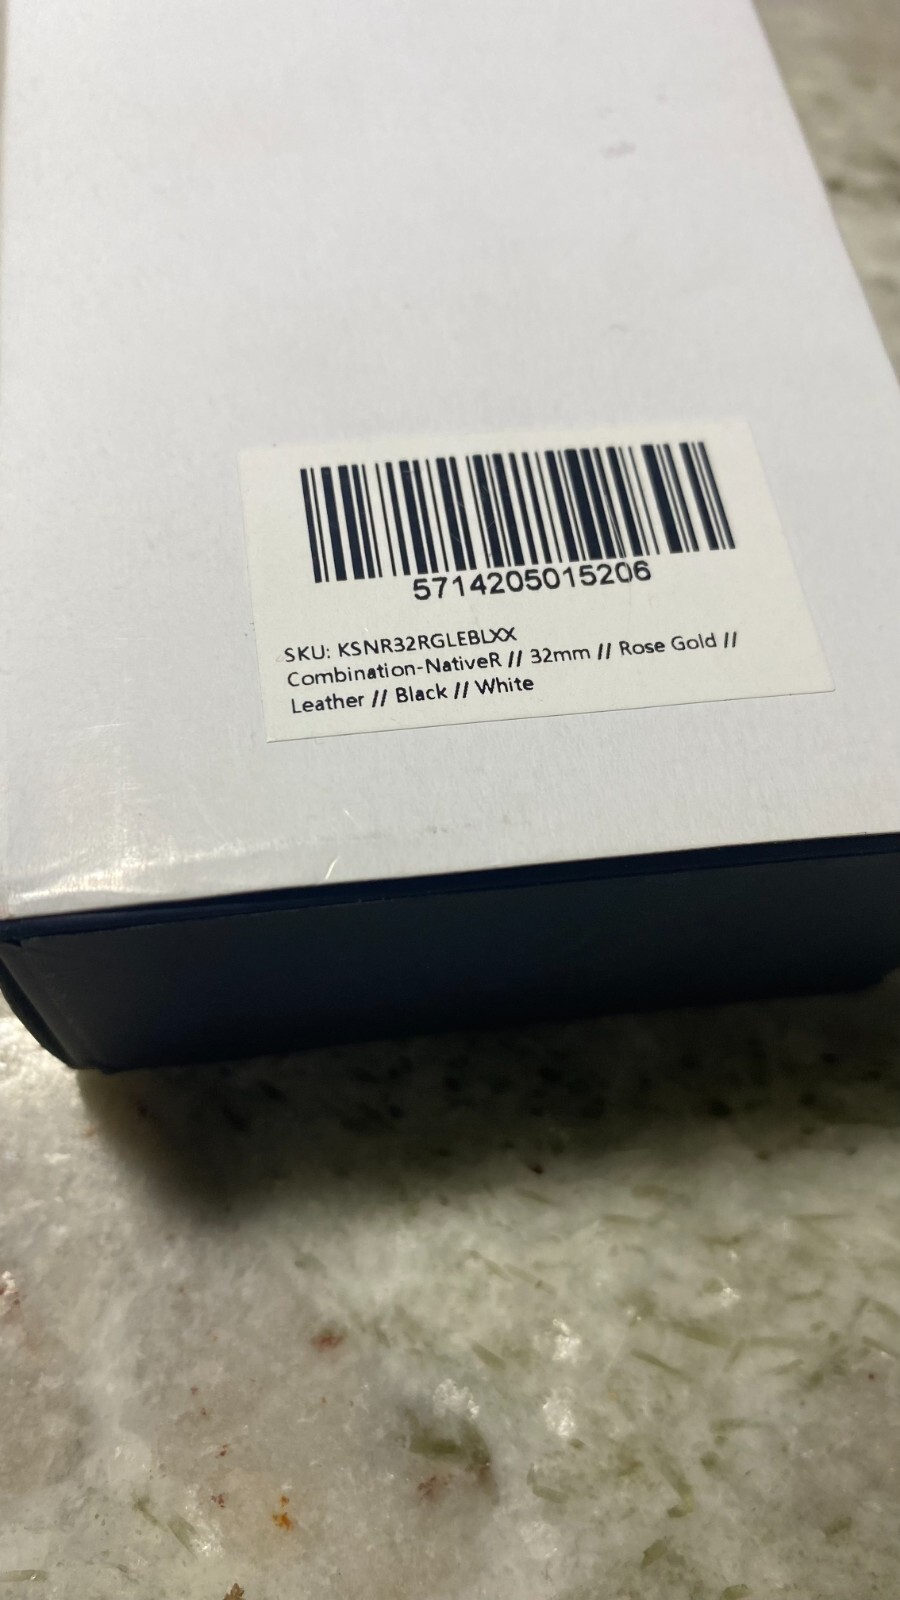 5714205015206
SKU: KSNR32RGLEBLXX
Combination-NativeR // 32mm // Rose Gold //
Leather // Black // White